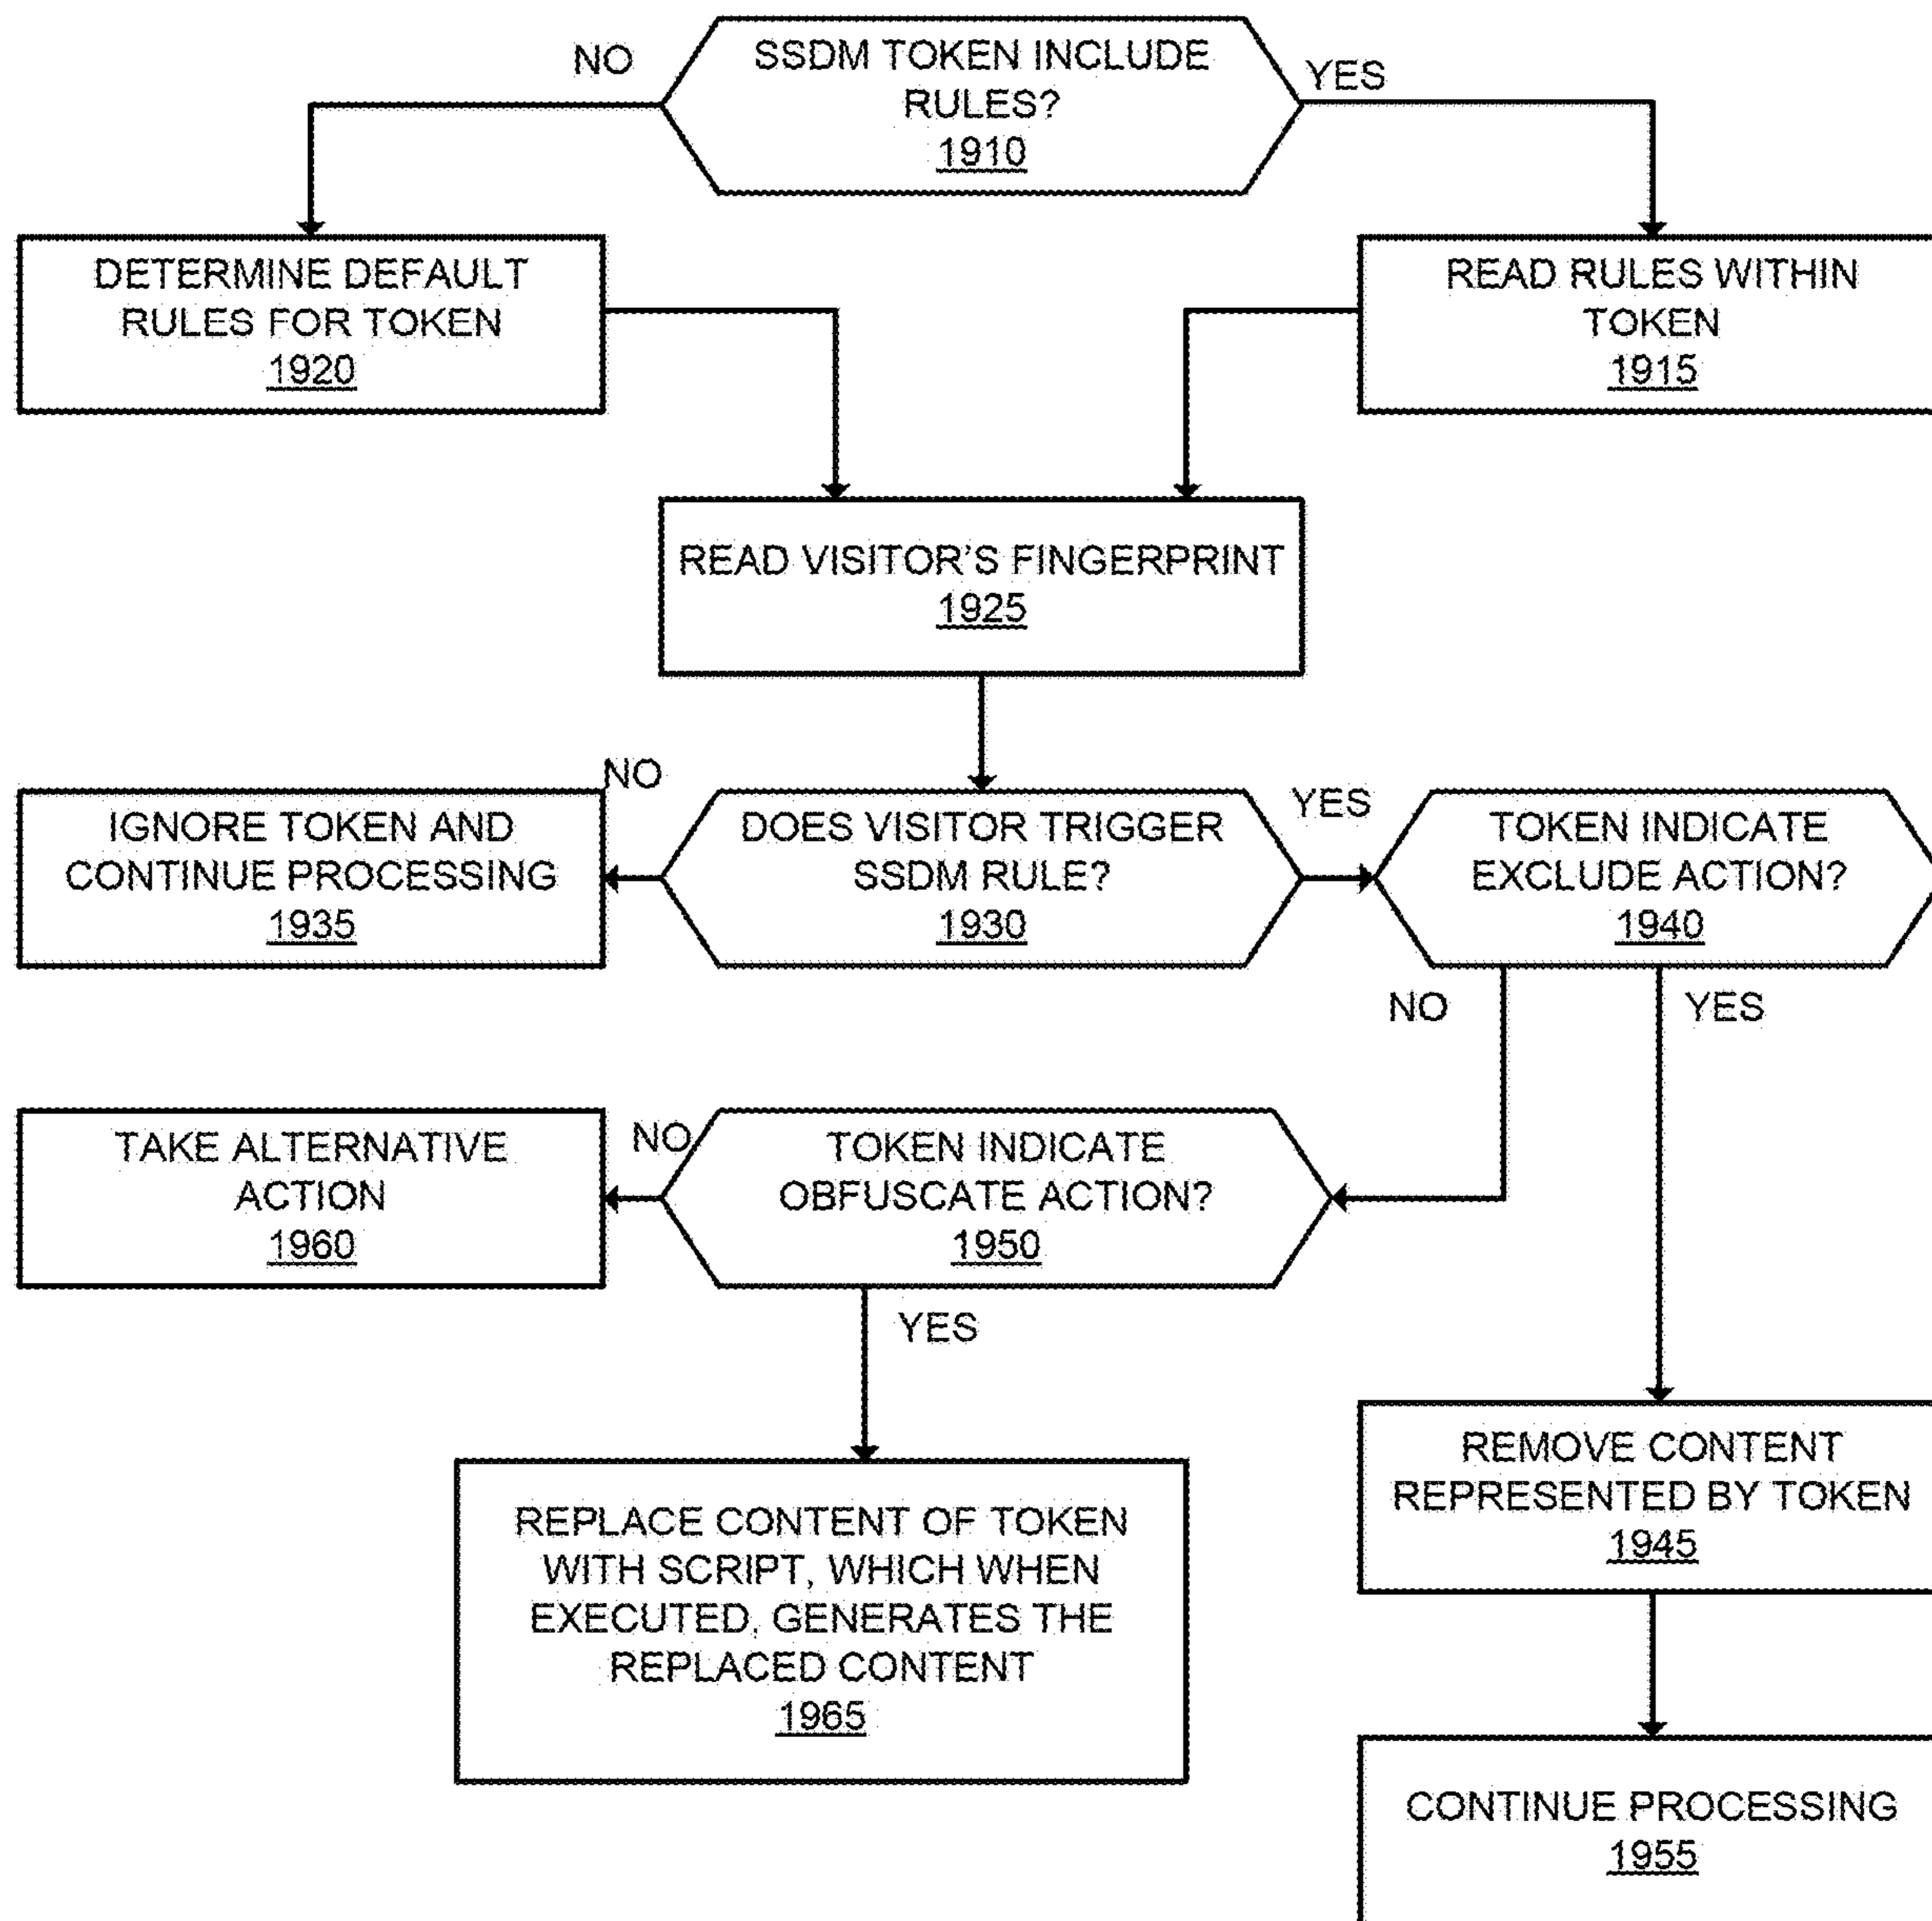 NO
SSDM TOKEN INCLUDE
RULES?
1910
YES
DETERMINE DEFAULT
RULES FOR TOKEN
1920
READ RULES WITHIN
TOKEN
1915
READ VISITOR'S FINGERPRINT
1925
NO
IGNORE TOKEN AND
CONTINUE PROCESSING
1935
DOES VISITOR TRIGGER
SSDM RULE?
1930
YES
TOKEN INDICATE
EXCLUDE ACTION?
1940
NO
YES
TAKE ALTERNATIVE
ACTION
1960
NO
TOKEN INDICATE
OBFUSCATE ACTION?
1950
YES
REMOVE CONTENT
REPRESENTED BY TOKEN
1945
REPLACE CONTENT OF TOKEN
WITH SCRIPT, WHICH WHEN
EXECUTED, GENERATES THE
REPLACED CONTENT
1965
CONTINUE PROCESSING
1955